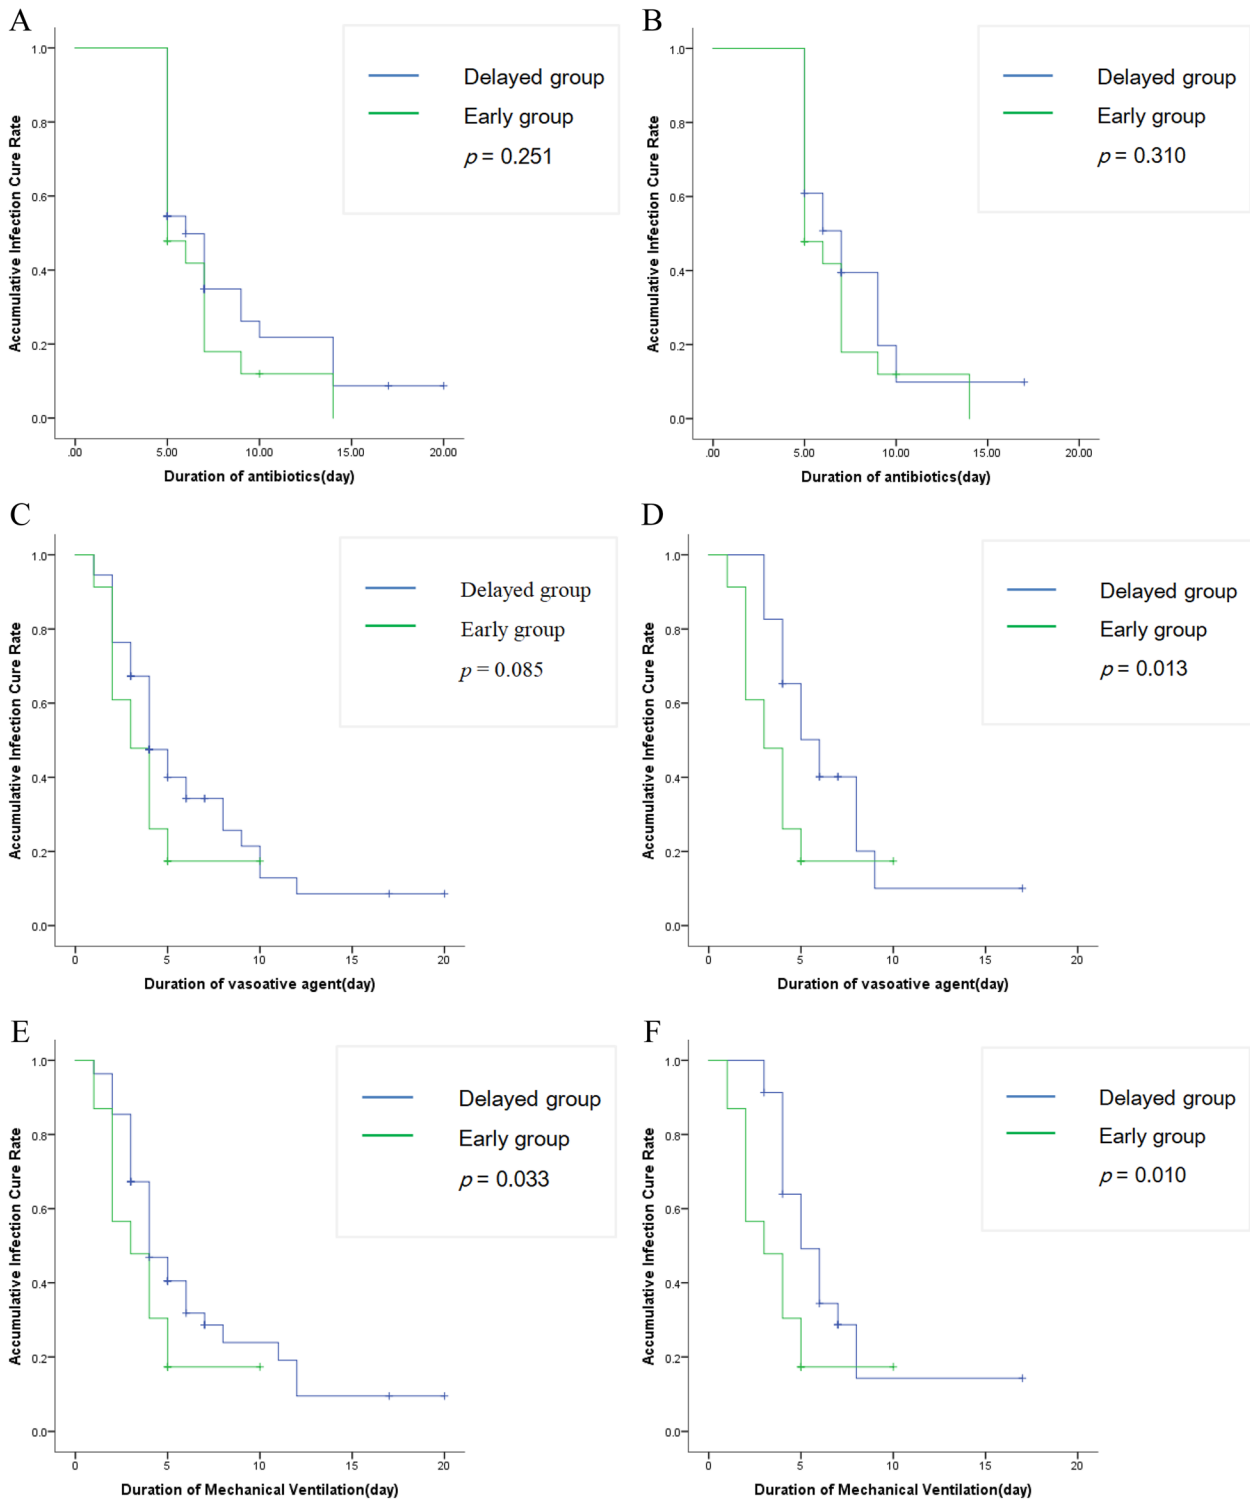 A
Accumulative Infection Cure Rate
1.0
0.8
0.6
0.4
0.2
0.0
.00 5.00 10.00 15.00 20.00
Duration of antibiotics(day)
Delayed group
Early group
p = 0.251
B
Accumulative Infection Cure Rate
1.0
0.8
0.6
0.4
0.2
0.0
.00 5.00 10.00 15.00 20.00
Duration of antibiotics(day)
Delayed group
Early group
p = 0.310
C
Accumulative Infection Cure Rate
1.0
0.8
0.6
0.4
0.2
0.0
0 5 10 15 20
Duration of vasoative agent(day)
Delayed group
Early group
p = 0.085
D
Accumulative Infection Cure Rate
1.0
0.8
0.6
0.4
0.2
0.0
0 5 10 15 20
Duration of vasoative agent(day)
Delayed group
Early group
p = 0.013
E
Accumulative Infection Cure Rate
1.0
0.8
0.6
0.4
0.2
0.0
0 5 10 15 20
Duration of Mechanical Ventilation(day)
Delayed group
Early group
p = 0.033
F
Accumulative Infection Cure Rate
1.0
0.8
0.6
0.4
0.2
0.0
0 5 10 15 20
Duration of Mechanical Ventilation(day)
Delayed group
Early group
p = 0.010